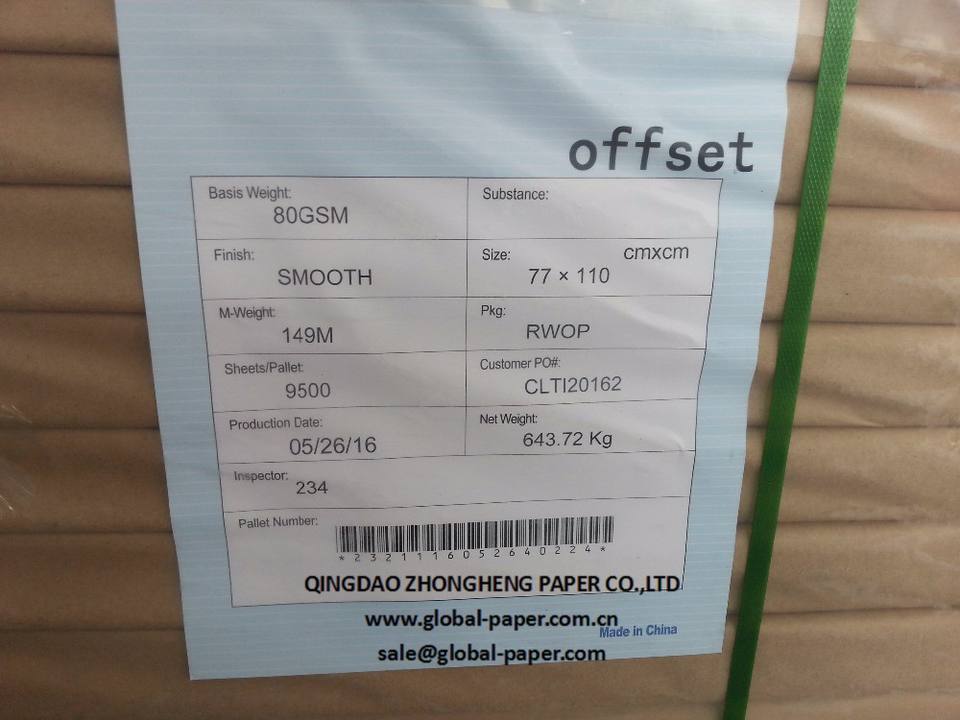 offset
Basis Weight:
80GSM
Substance:
Finish:
SMOOTH
Size: cmxcm
77 × 110
M-Weight:
149M
Pkg:
RWOP
Sheets/Pallet:
9500
Customer PO#:
CLTI20162
Production Date:
05/26/16
Net Weight:
643.72 Kg
Inspector:
234
Pallet Number:
*2321116052640224*
QINGDAO ZHONGHENG PAPER CO.,LTD
www.global-paper.com.cn
Made in China
sale@global-paper.com